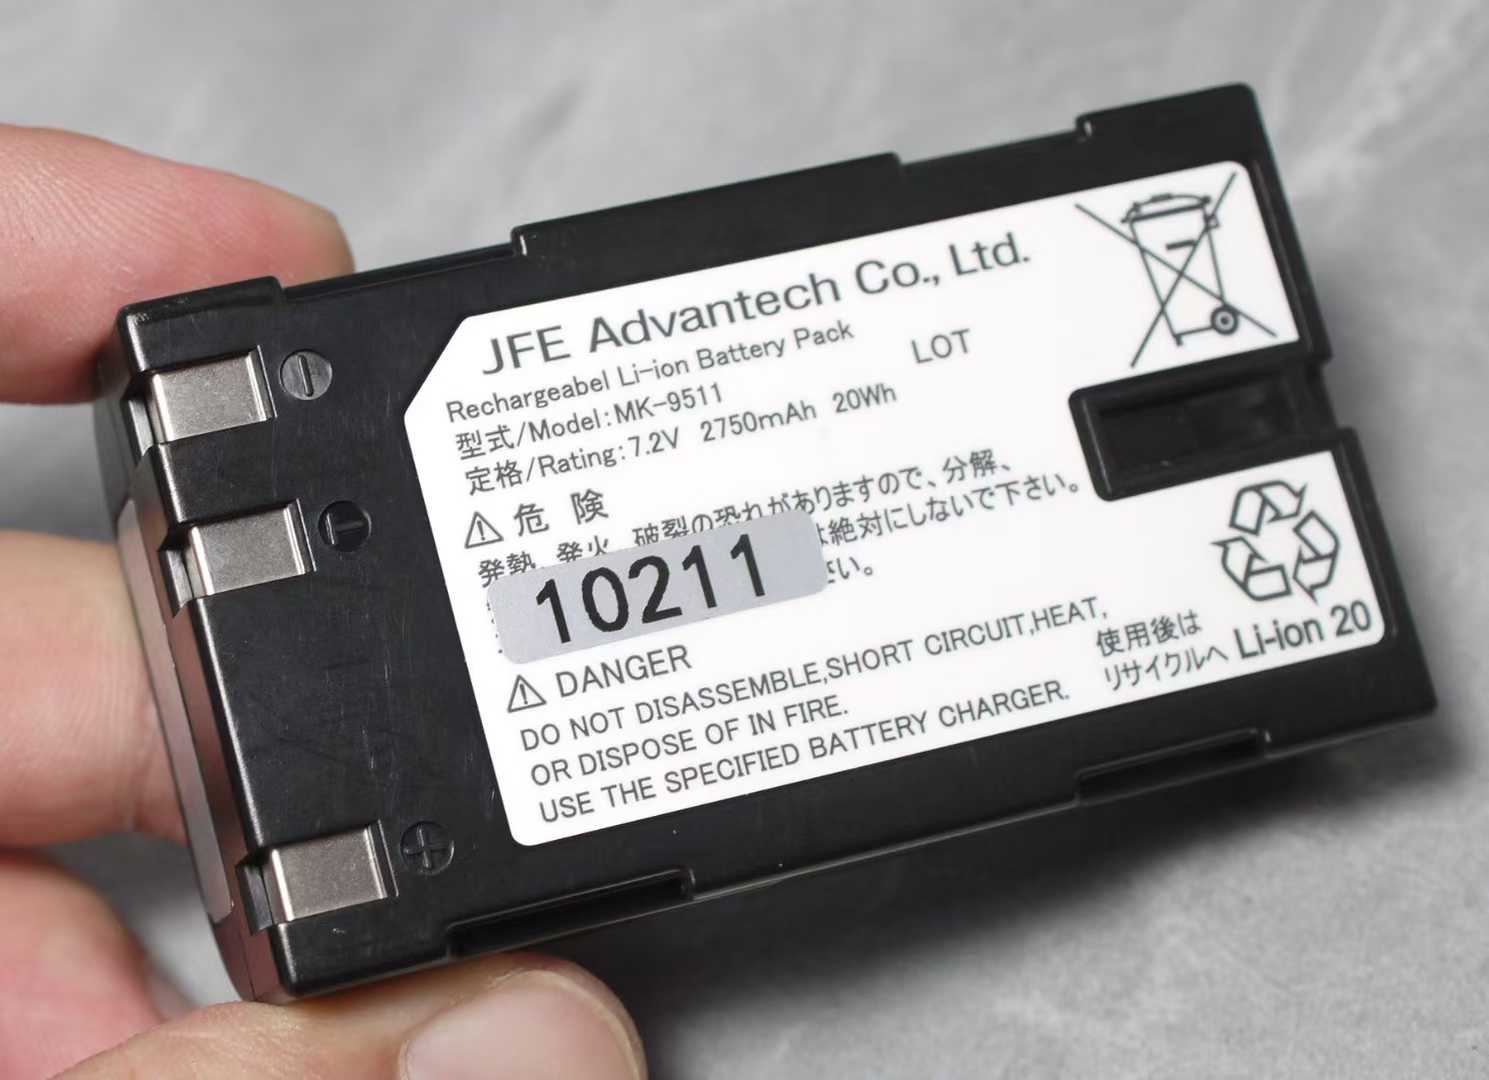 JFE Advantech Co., Ltd.
Rechargeabel Li-ion Battery Pack
型式/Model:MK-9511
LOT
定格/Rating:7.2V 2750mAh 20Wh
⚠ 危 険
発熱、発火、破裂の恐れがありますので、分解、
は絶対にしないで下さい。
さい。
10211
⚠ DANGER
DO NOT DISASSEMBLE,SHORT CIRCUIT,HEAT,
OR DISPOSE OF IN FIRE.
USE THE SPECIFIED BATTERY CHARGER.
使用後は
リサイクルへ Li-ion 20